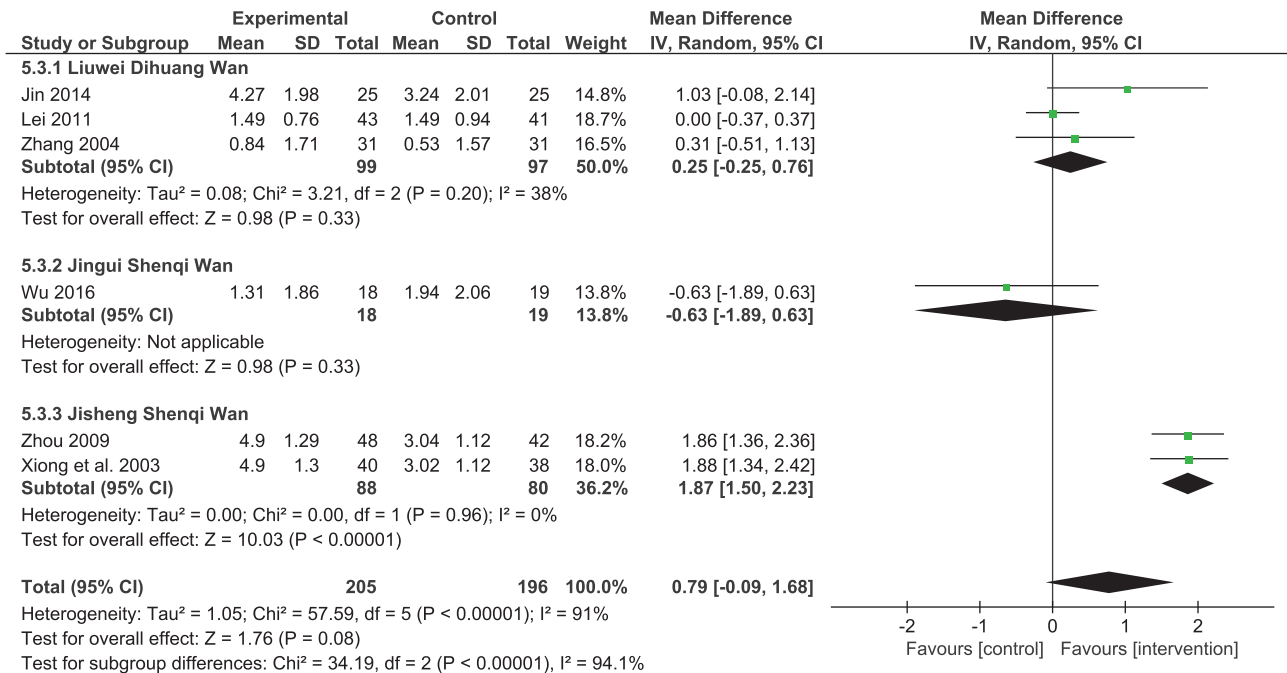 Experimental Control Mean Difference Mean Difference
Study or Subgroup Mean SD Total Mean SD Total Weight IV, Random, 95% CI IV, Random, 95% CI
5.3.1 Liuwei Dihuang Wan
Jin 2014 4.27 1.98 25 3.24 2.01 25 14.8% 1.03 [-0.08, 2.14]
Lei 2011 1.49 0.76 43 1.49 0.94 41 18.7% 0.00 [-0.37, 0.37]
Zhang 2004 0.84 1.71 31 0.53 1.57 31 16.5% 0.31 [-0.51, 1.13]
Subtotal (95% CI) 99 97 50.0% 0.25 [-0.25, 0.76]
Heterogeneity: Tau² = 0.08; Chi² = 3.21, df = 2 (P = 0.20); I² = 38%
Test for overall effect: Z = 0.98 (P = 0.33)
5.3.2 Jingui Shenqi Wan
Wu 2016 1.31 1.86 18 1.94 2.06 19 13.8% -0.63 [-1.89, 0.63]
Subtotal (95% CI) 18 19 13.8% -0.63 [-1.89, 0.63]
Heterogeneity: Not applicable
Test for overall effect: Z = 0.98 (P = 0.33)
5.3.3 Jisheng Shenqi Wan
Zhou 2009 4.9 1.29 48 3.04 1.12 42 18.2% 1.86 [1.36, 2.36]
Xiong et al. 2003 4.9 1.3 40 3.02 1.12 38 18.0% 1.88 [1.34, 2.42]
Subtotal (95% CI) 88 80 36.2% 1.87 [1.50, 2.23]
Heterogeneity: Tau² = 0.00; Chi² = 0.00, df = 1 (P = 0.96); I² = 0%
Test for overall effect: Z = 10.03 (P < 0.00001)
Total (95% CI) 205 196 100.0% 0.79 [-0.09, 1.68]
Heterogeneity: Tau² = 1.05; Chi² = 57.59, df = 5 (P < 0.00001); I² = 91%
Test for overall effect: Z = 1.76 (P = 0.08)
Test for subgroup differences: Chi² = 34.19, df = 2 (P < 0.00001), I² = 94.1%
-2 -1 0 1 2
Favours [control] Favours [intervention]